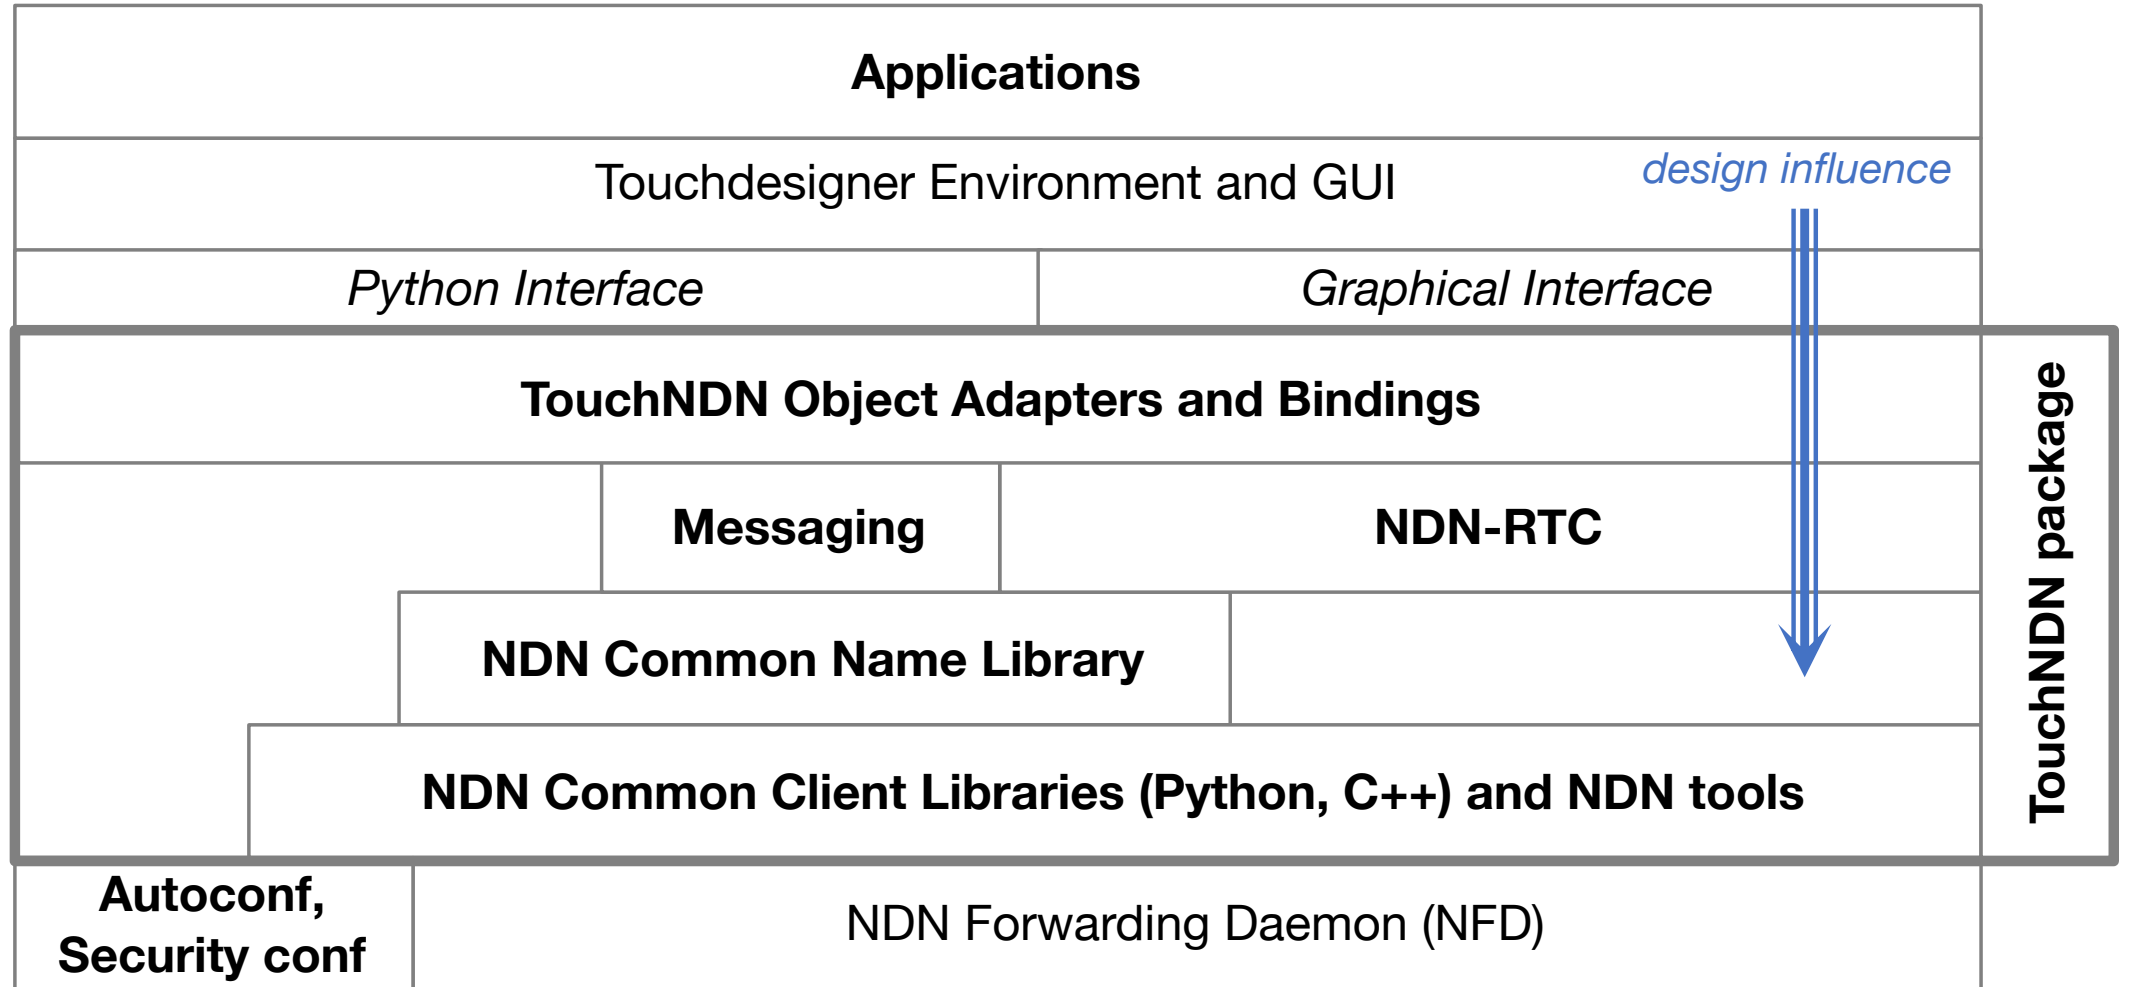 Applications
Touchdesigner Environment and GUI
design influence
Python Interface
Graphical Interface
TouchNDN Object Adapters and Bindings
Messaging
NDN-RTC
NDN Common Name Library
NDN Common Client Libraries (Python, C++) and NDN tools
TouchNDN package
Autoconf,
Security conf
NDN Forwarding Daemon (NFD)